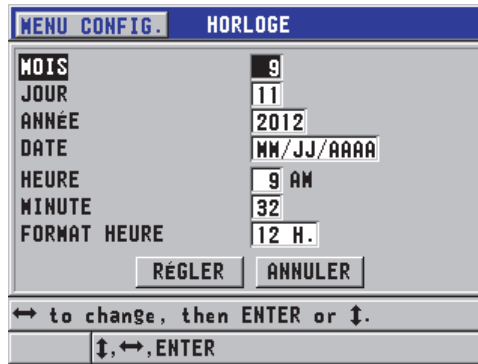 MENU CONFIG. HORLOGE
MOIS 9
JOUR 11
ANNÉE 2012
DATE MM/JJ/AAAA
HEURE 9 AM
MINUTE 32
FORMAT HEURE 12 H.
RÉGLER ANNULER
↔ to change, then ENTER or ↕.
↕,↔,ENTER